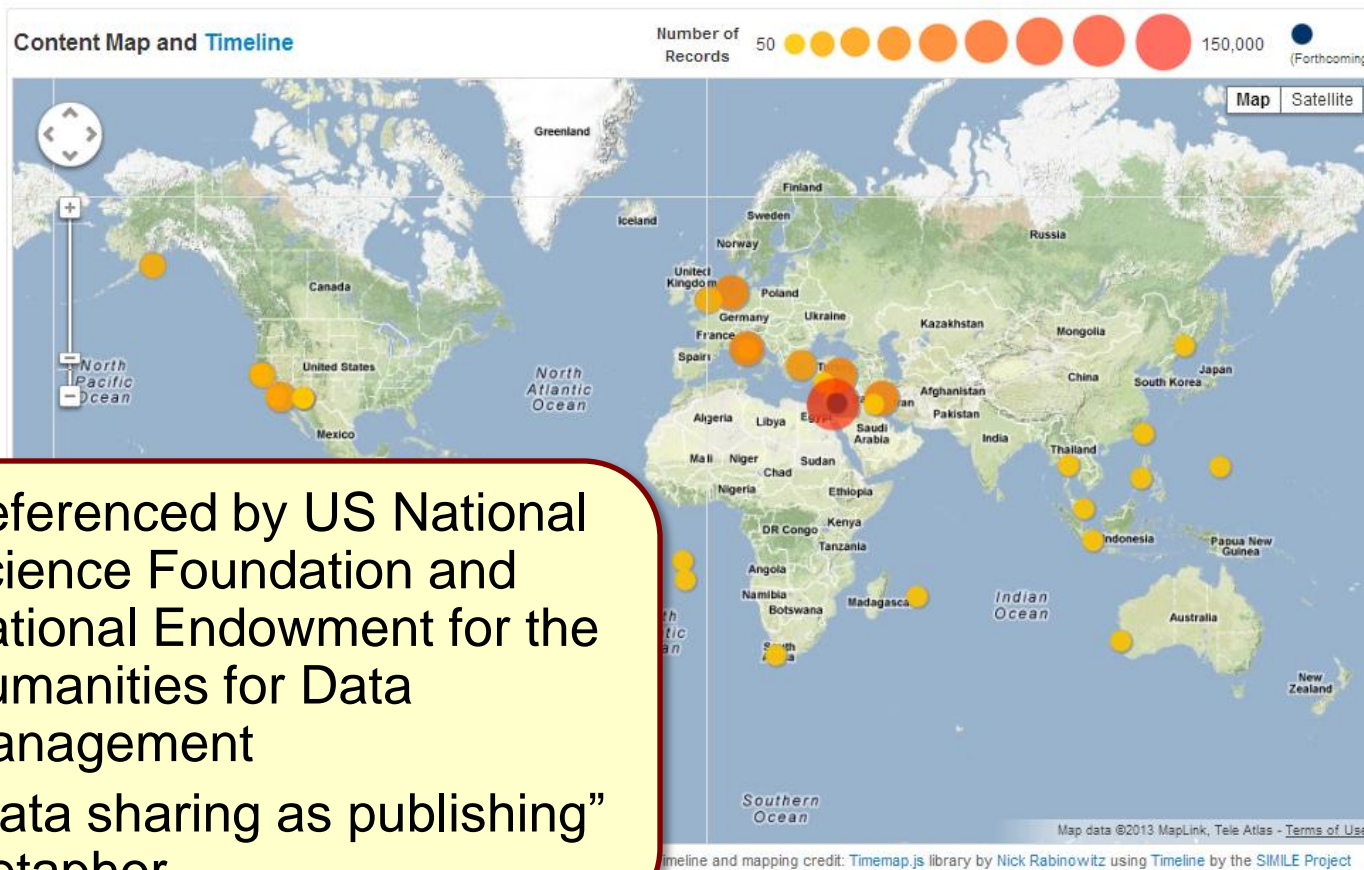 Content Map and Timeline
Number of Records 50 150,000 (Forthcoming
Map Satellite
Greenland
Finland
Iceland
Sweden
Russia
Norway
United Kingdom
Canada
Poland
Germany
Ukraine
Kazakhstan
Mongolia
France
Spain
North Pacific Ocean
United States
North Atlantic Ocean
China
Japan
South Korea
Afghanistan
Pakistan
Algeria
Libya
Saudi Arabia
India
Mexico
Thailand
Mali
Niger
Chad
Sudan
Nigeria
Ethiopia
DR Congo
Kenya
Tanzania
ndonesia
Papua New Guinea
Angola
Namibia
Botswana
Madagasca
Indian Ocean
Australia
New Zealand
Southern Ocean
eferenced by US National
cience Foundation and
ational Endowment for the
umanities for Data
anagement
ata sharing as publishing”
etaphor
Map data ©2013 MapLink, Tele Atlas - Terms of Use
imeline and mapping credit: Timemap.js library by Nick Rabinowitz using Timeline by the SIMILE Project